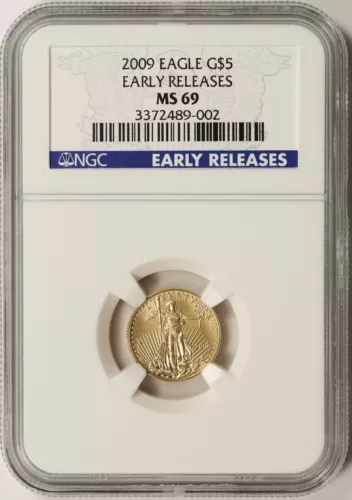 2009 EAGLE G$5
EARLY RELEASES
MS 69
3372489-002
NGC EARLY RELEASES